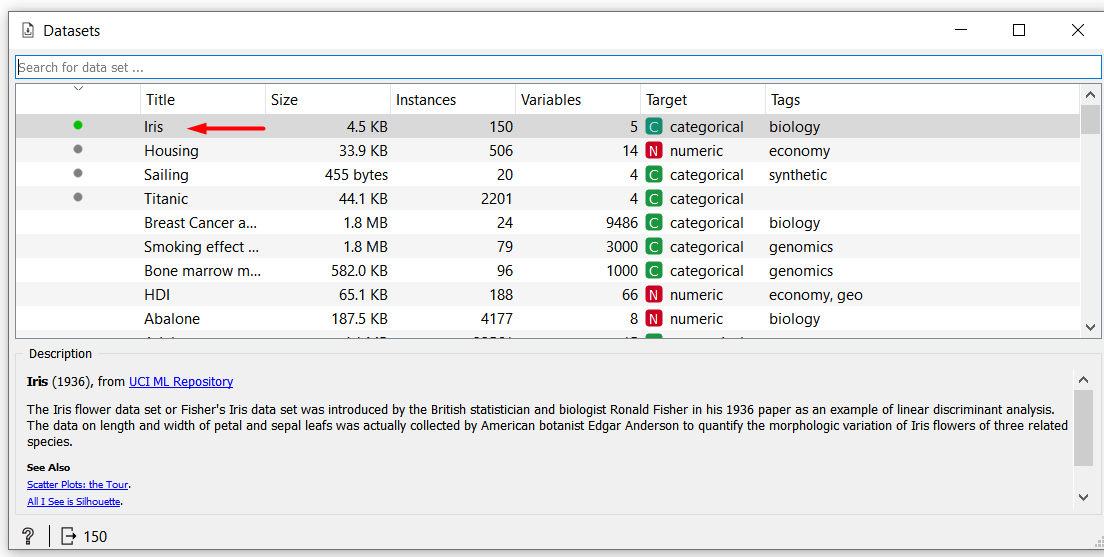 Datasets
Search for data set ...
Title Size Instances Variables Target Tags
Iris 4.5 KB 150 5 C categorical biology
Housing 33.9 KB 506 14 N numeric economy
Sailing 455 bytes 20 4 C categorical synthetic
Titanic 44.1 KB 2201 4 C categorical
Breast Cancer a... 1.8 MB 24 9486 C categorical biology
Smoking effect ... 1.8 MB 79 3000 C categorical genomics
Bone marrow m... 582.0 KB 96 1000 C categorical genomics
HDI 65.1 KB 188 66 N numeric economy, geo
Abalone 187.5 KB 4177 8 N numeric biology
Description
Iris (1936), from UCI ML Repository
The Iris flower data set or Fisher's Iris data set was introduced by the British statistician and biologist Ronald Fisher in his 1936 paper as an example of linear discriminant analysis.
The data on length and width of petal and sepal leafs was actually collected by American botanist Edgar Anderson to quantify the morphologic variation of Iris flowers of three related
species.
See Also
Scatter Plots: the Tour.
All I See is Silhouette.
? 150